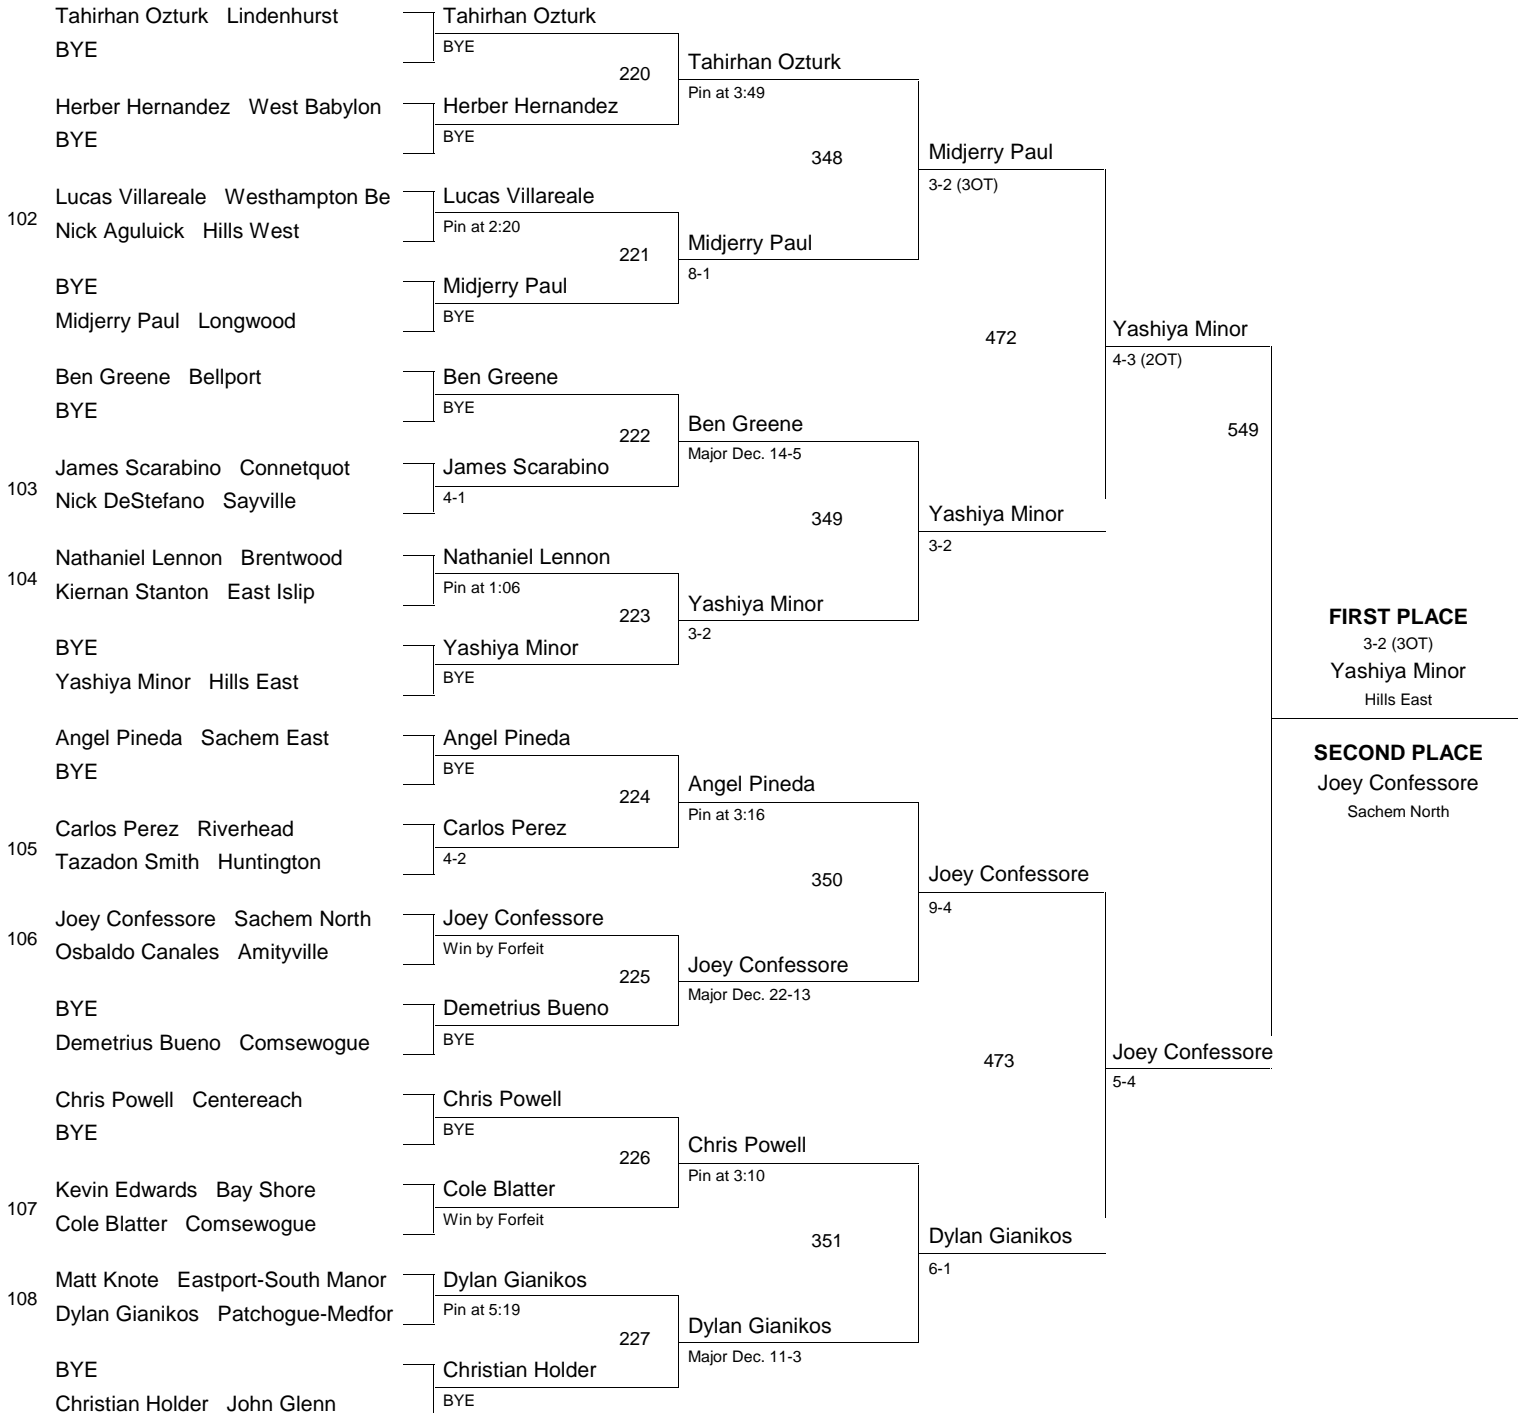 Tahirhan Ozturk Lindenhurst
BYE
Herber Hernandez West Babylon
BYE
102
Lucas Villareale Westhampton Be
Nick Aguluick Hills West
BYE
Midjerry Paul Longwood
Ben Greene Bellport
BYE
103
James Scarabino Connetquot
Nick DeStefano Sayville
104
Nathaniel Lennon Brentwood
Kiernan Stanton East Islip
BYE
Yashiya Minor Hills East
Angel Pineda Sachem East
BYE
105
Carlos Perez Riverhead
Tazadon Smith Huntington
106
Joey Confessore Sachem North
Osbaldo Canales Amityville
BYE
Demetrius Bueno Comsewogue
Chris Powell Centereach
BYE
107
Kevin Edwards Bay Shore
Cole Blatter Comsewogue
108
Matt Knote Eastport-South Manor
Dylan Gianikos Patchogue-Medfor
BYE
Christian Holder John Glenn
Tahirhan Ozturk
BYE
220
Herber Hernandez
BYE
Lucas Villareale
Pin at 2:20
221
Midjerry Paul
BYE
Ben Greene
BYE
222
James Scarabino
4-1
Nathaniel Lennon
Pin at 1:06
223
Yashiya Minor
BYE
Angel Pineda
BYE
224
Carlos Perez
4-2
Joey Confessore
Win by Forfeit
225
Demetrius Bueno
BYE
Chris Powell
BYE
226
Cole Blatter
Win by Forfeit
Dylan Gianikos
Pin at 5:19
227
Christian Holder
BYE
Tahirhan Ozturk
Pin at 3:49
348
Midjerry Paul
8-1
Ben Greene
Major Dec. 14-5
349
Yashiya Minor
3-2
Angel Pineda
Pin at 3:16
350
Joey Confessore
Major Dec. 22-13
Chris Powell
Pin at 3:10
351
Dylan Gianikos
Major Dec. 11-3
Midjerry Paul
3-2 (3OT)
472
Yashiya Minor
3-2
Joey Confessore
9-4
473
Dylan Gianikos
6-1
Yashiya Minor
4-3 (2OT)
549
Joey Confessore
5-4
FIRST PLACE
3-2 (3OT)
Yashiya Minor
Hills East
SECOND PLACE
Joey Confessore
Sachem North